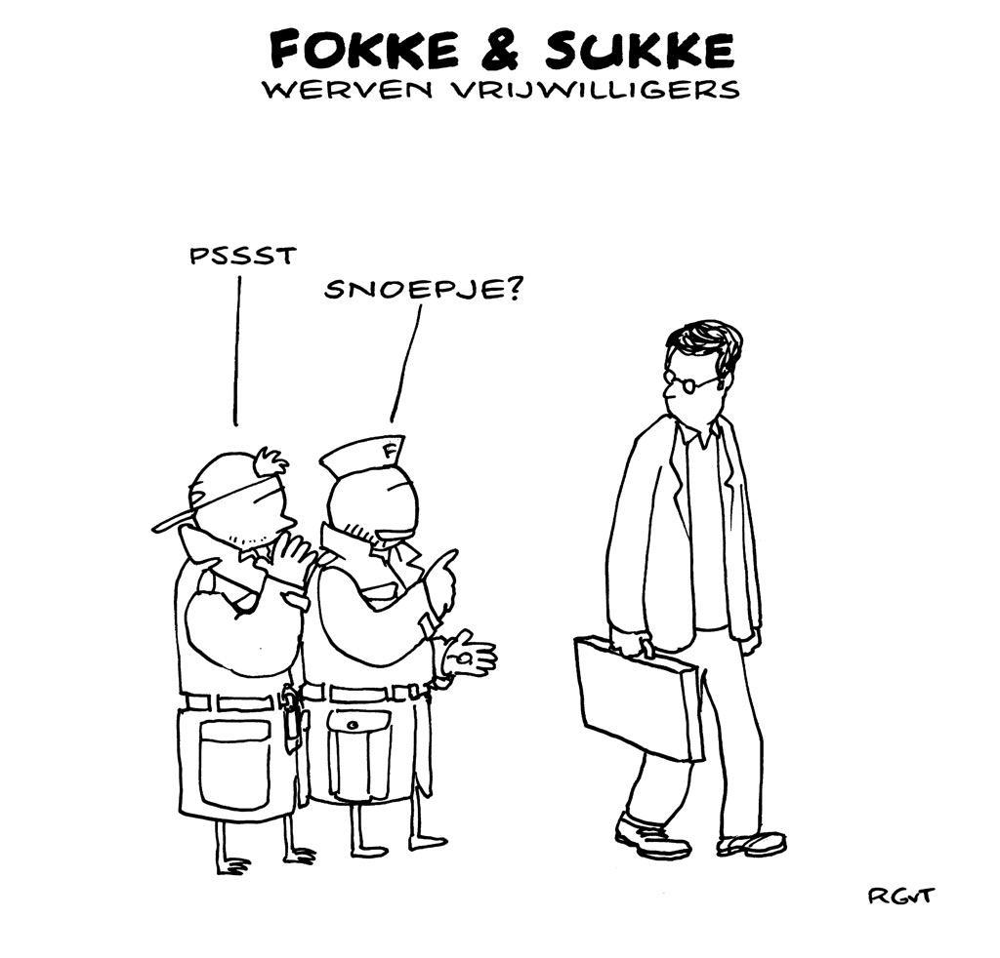 FOKKE & SUKKE
WERVEN VRIJWILLIGERS
PSSST
SNOEPJE?
F
RGvT